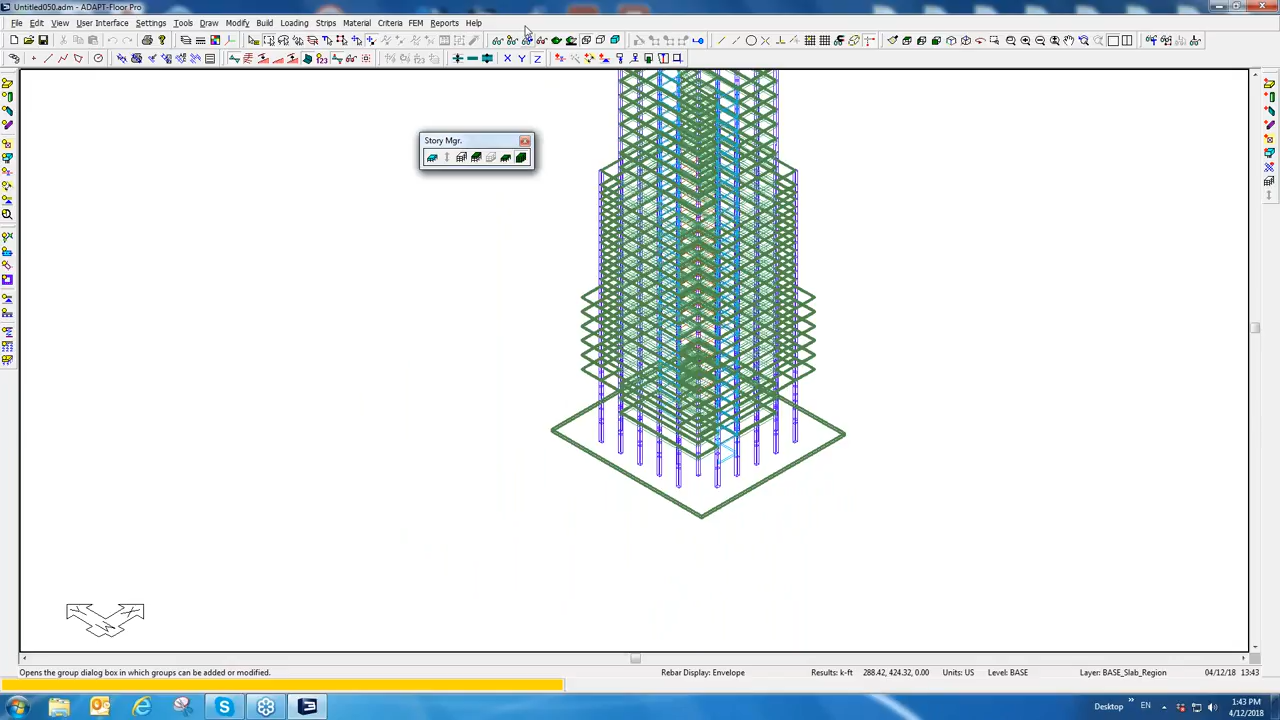 Untitled050.adm - ADAPT-Floor Pro
File Edit View User Interface Settings Tools Draw Modify Build Loading Strips Material Criteria FEM Reports Help
Story Mgr.
Opens the group dialog box in which groups can be added or modified. Rebar Display: Envelope Results: k-ft 288.42, 424.32, 0.00 Units: US Level: BASE Layer: BASE_Slab_Region 04/12/18 13:43
Desktop EN 1:43 PM
4/12/2018